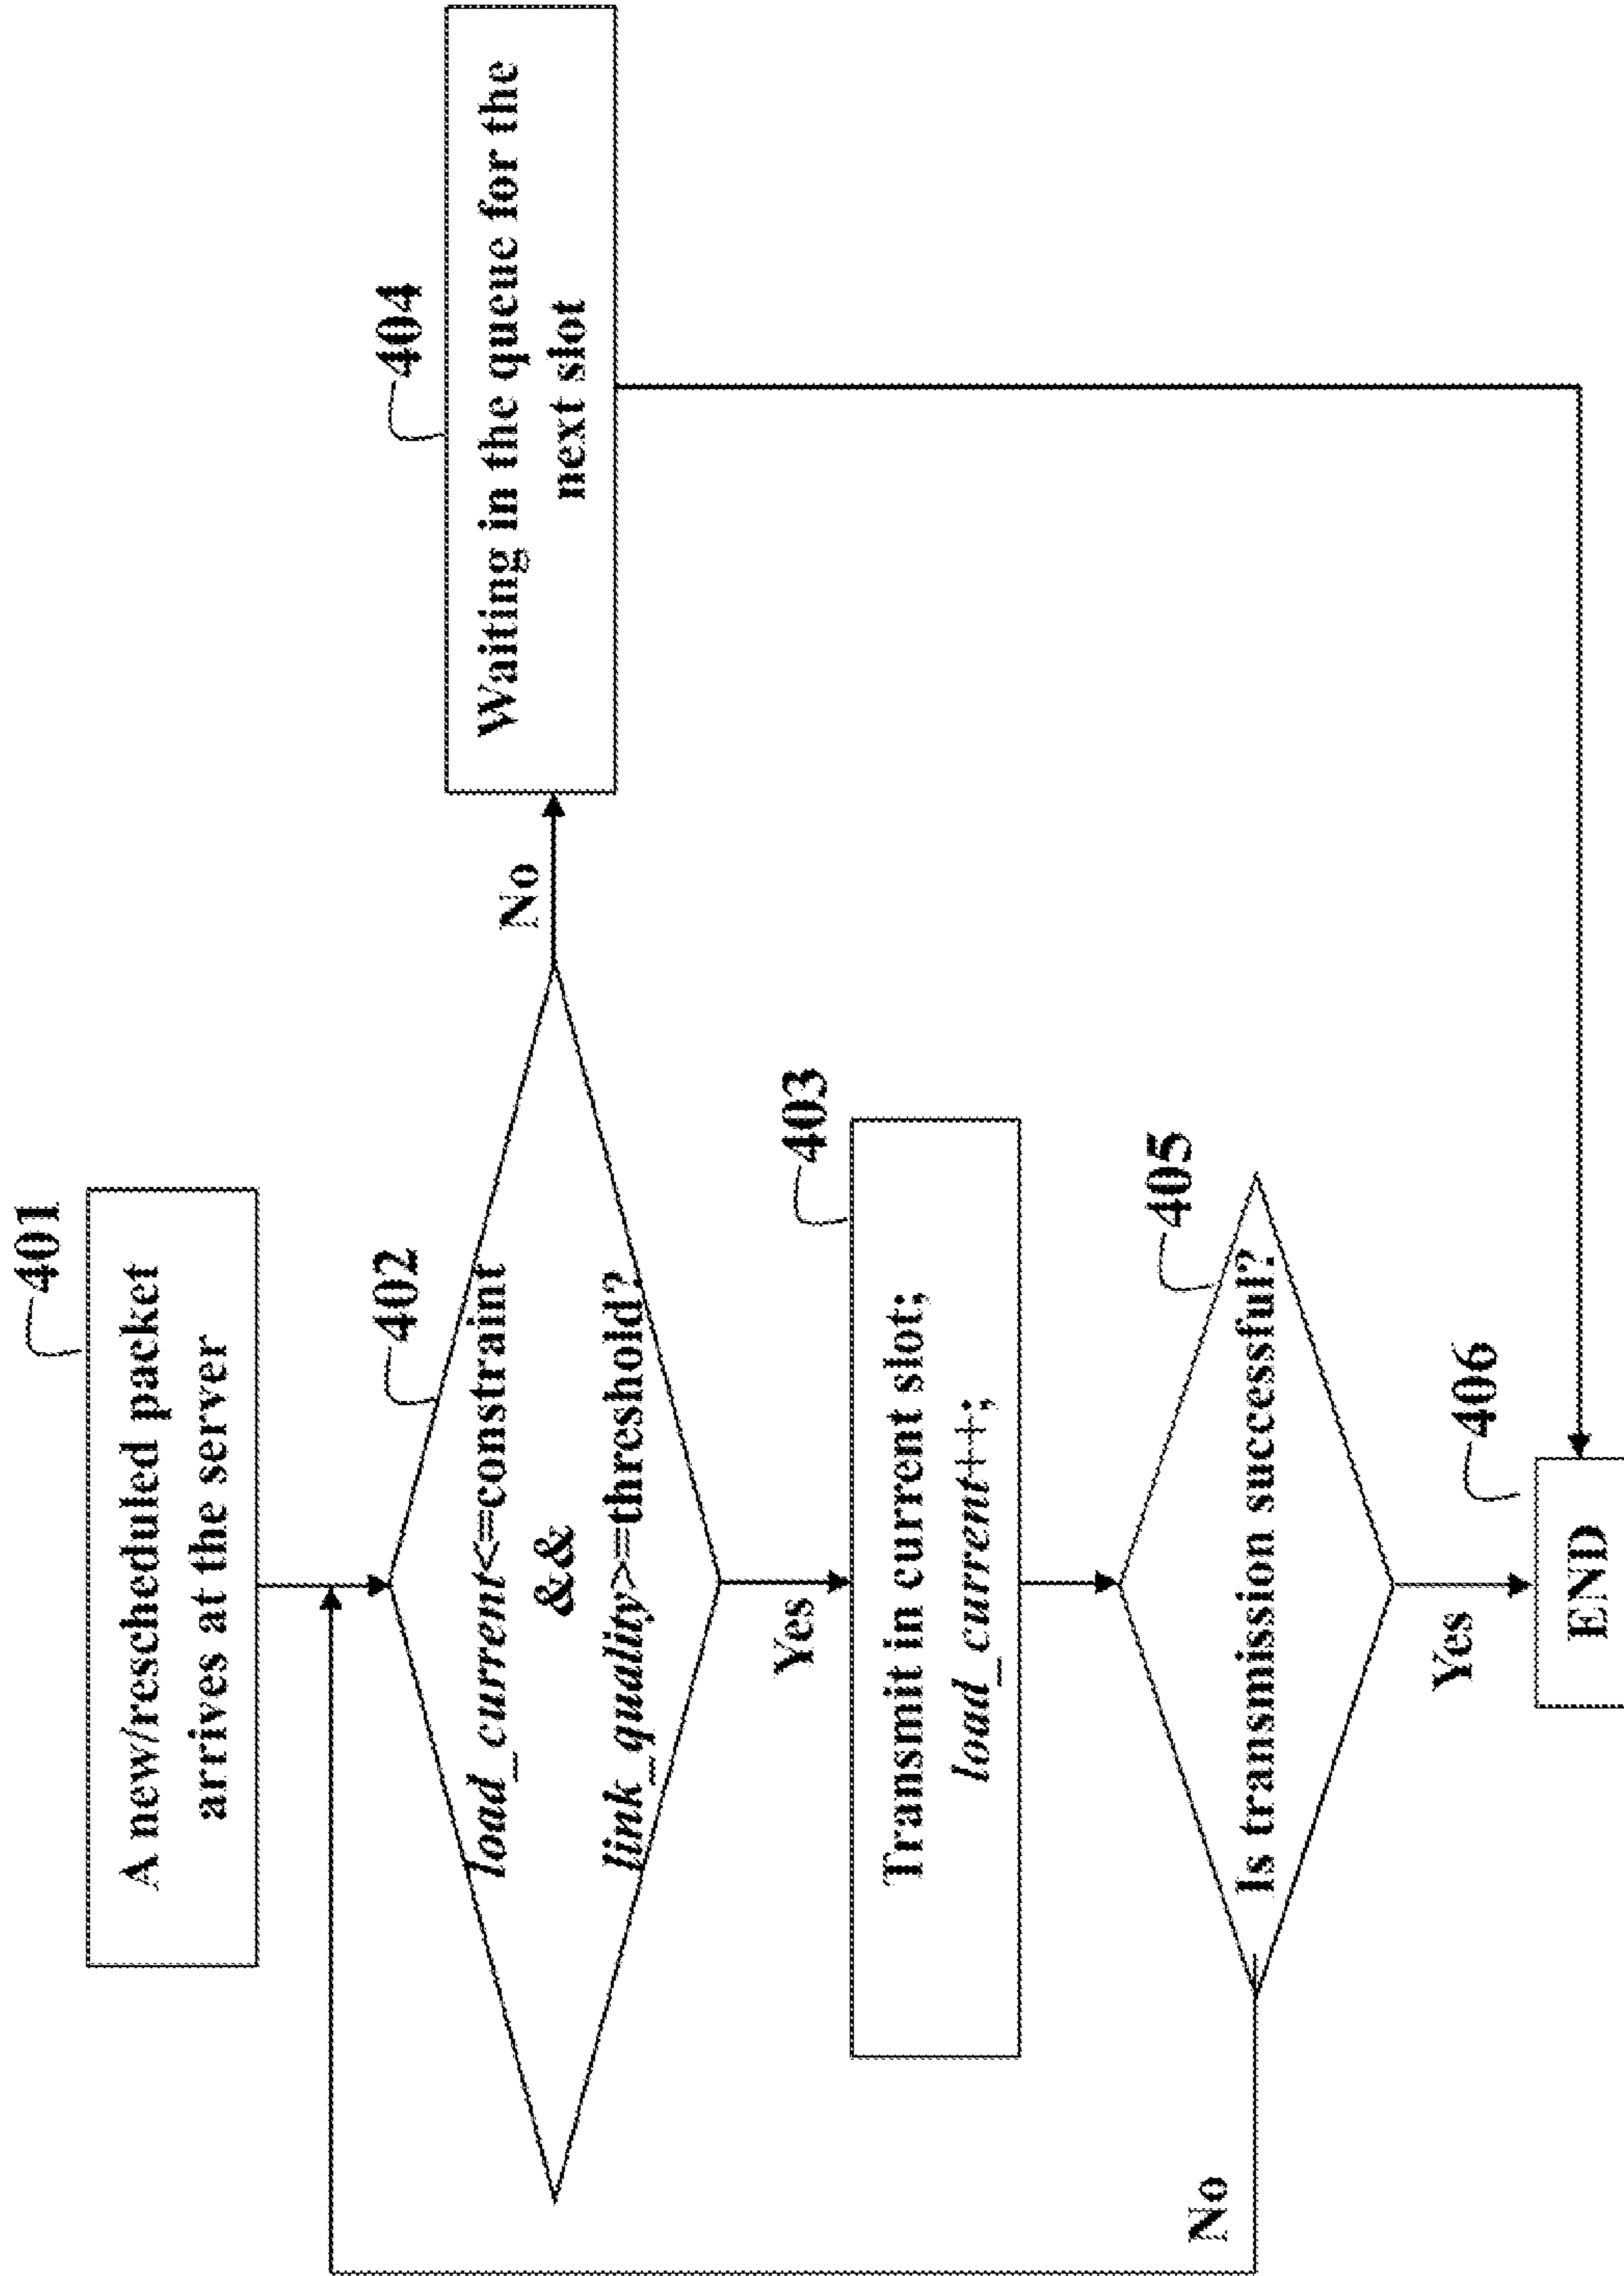 401
A new/rescheduled packet
arrives at the server
402
load_current<=constraint
&&
link_quality>=threshold?
No
404
Waiting in the queue for the
next slot
Yes
403
Transmit in current slot;
load_current++;
405
Is transmission successful?
No
Yes
406
END